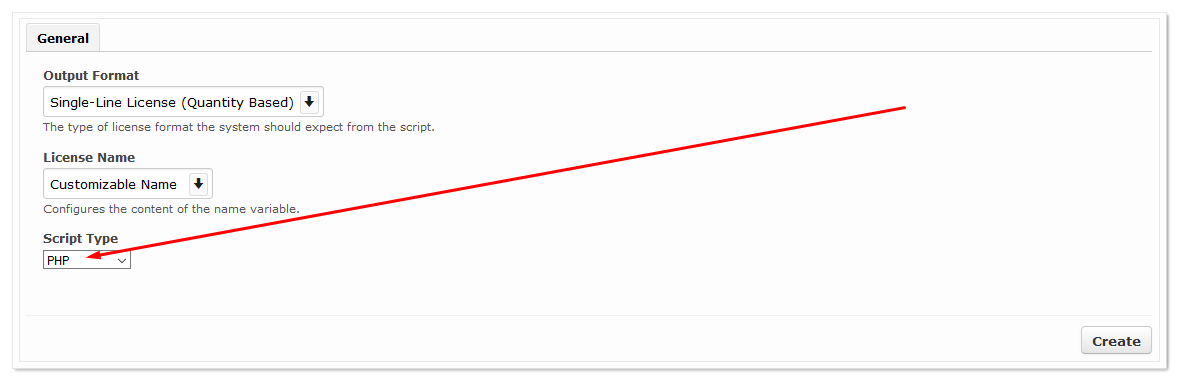 General
Output Format
Single-Line License (Quantity Based)
The type of license format the system should expect from the script.
License Name
Customizable Name
Configures the content of the name variable.
Script Type
PHP
Create